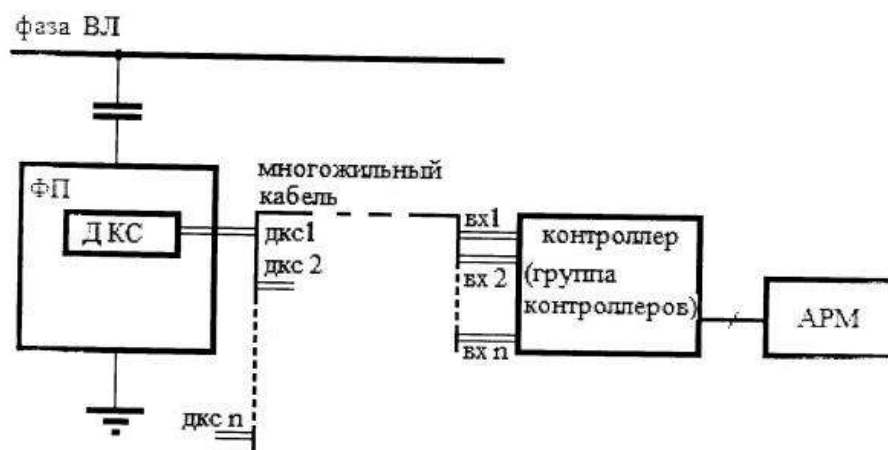 фаза ВЛ
ФП
ДКС
многожильный
кабель
дкс1
дкс 2
дкс n
вх1
вх 2
вх n
контроллер
(группа
контроллеров)
АРМ